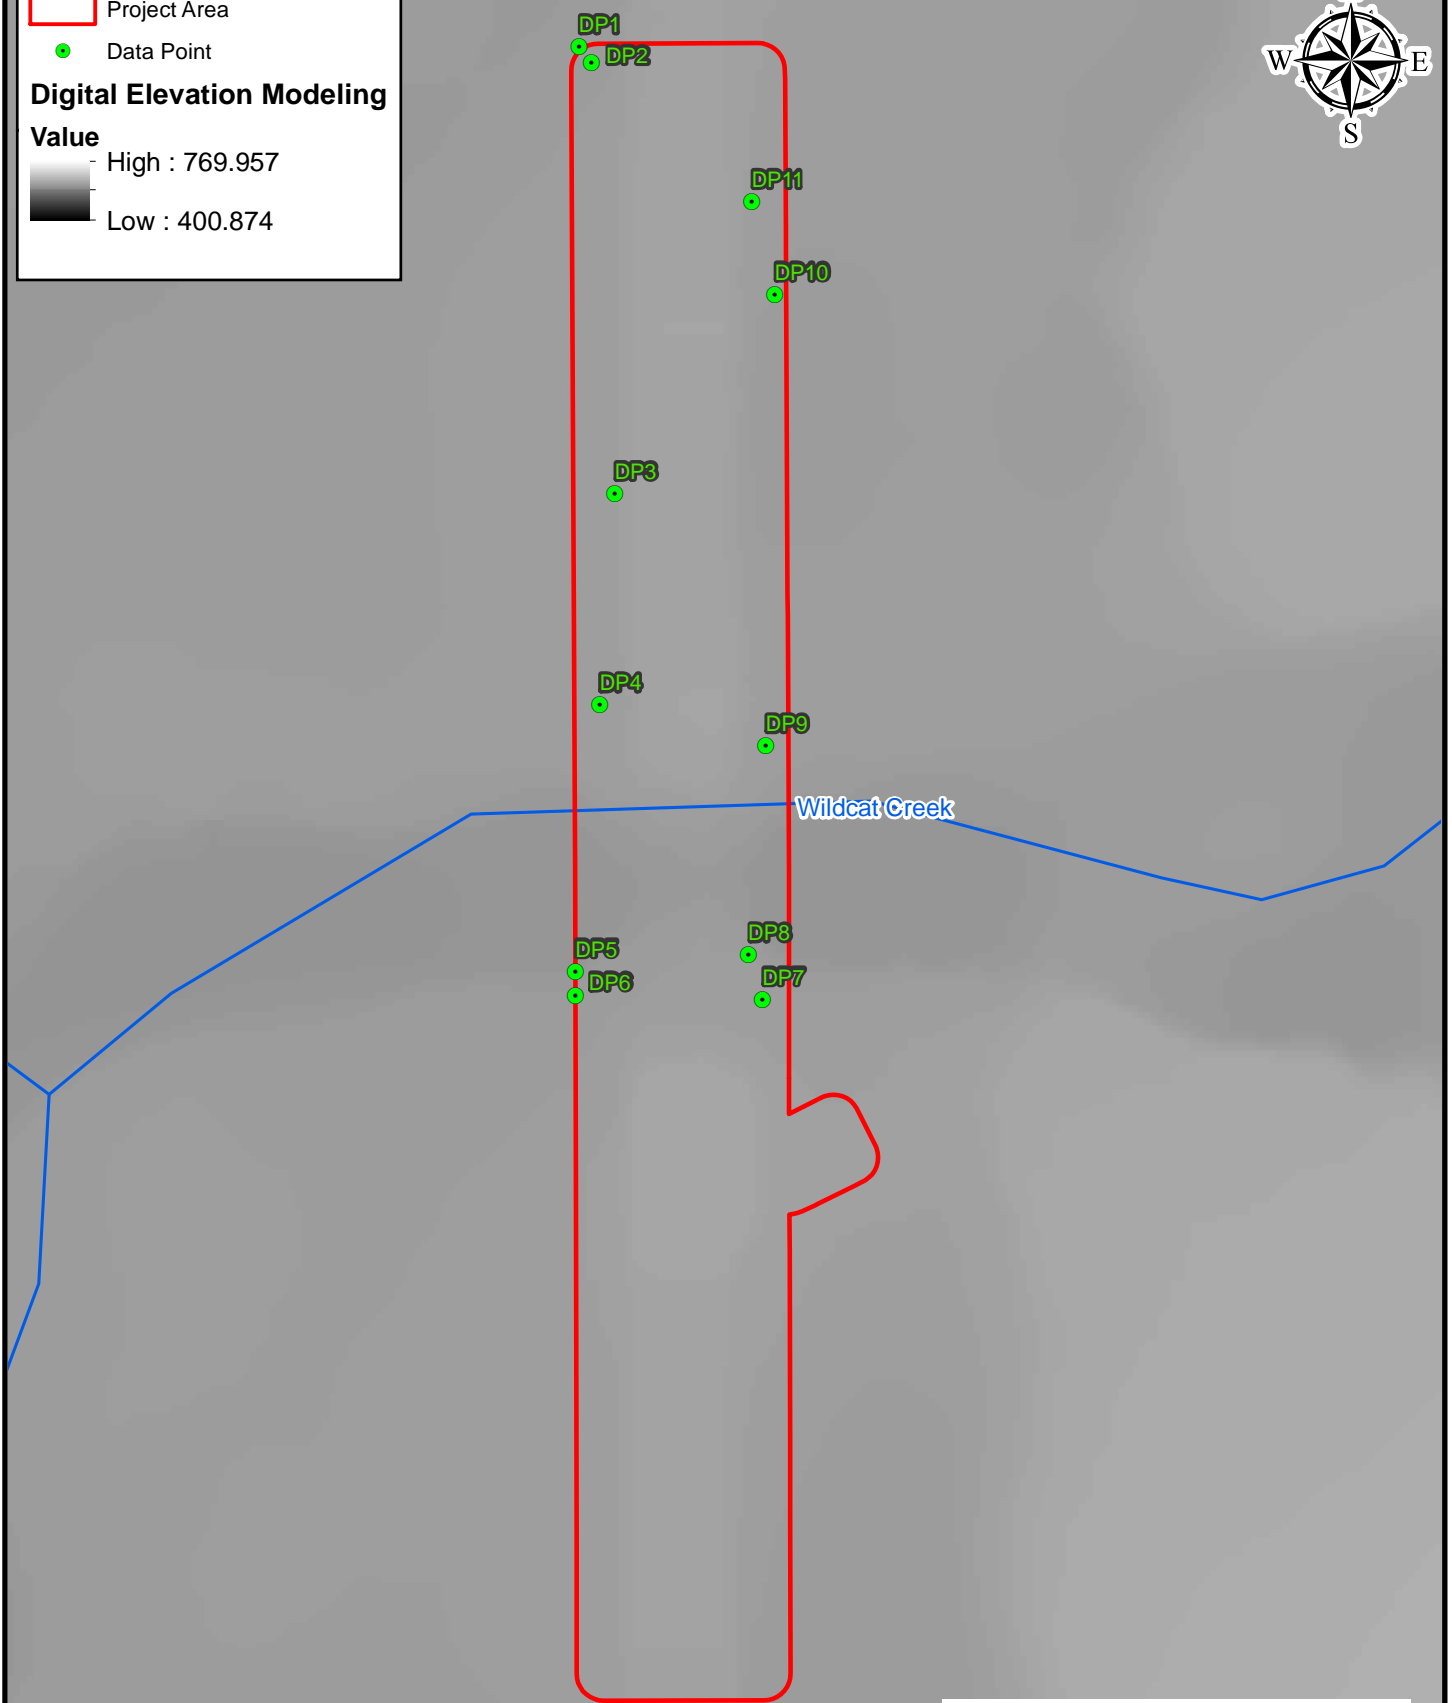 Project Area
Data Point
Digital Elevation Modeling
Value
High : 769.957
Low : 400.874
W
E
S
DP1
DP2
DP11
DP10
DP3
DP4
DP9
Wildcat Creek
DP8
DP5
DP6
DP7